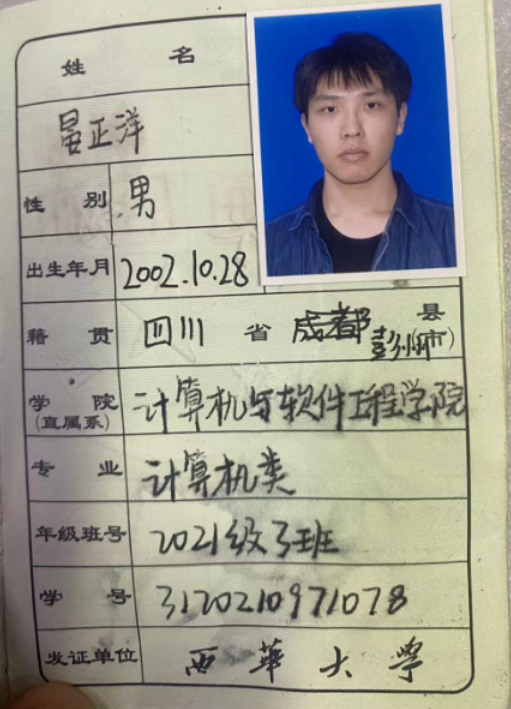 姓 名
晏正洋
性 别 男
出生年月 2002.10.28
籍 贯 四川 省 成都 彭州 县(市)
学 院(直属系) 计算机与软件工程学院
专 业 计算机类
年级班号 2021级3班
学 号 3120210971078
发证单位 西华大学